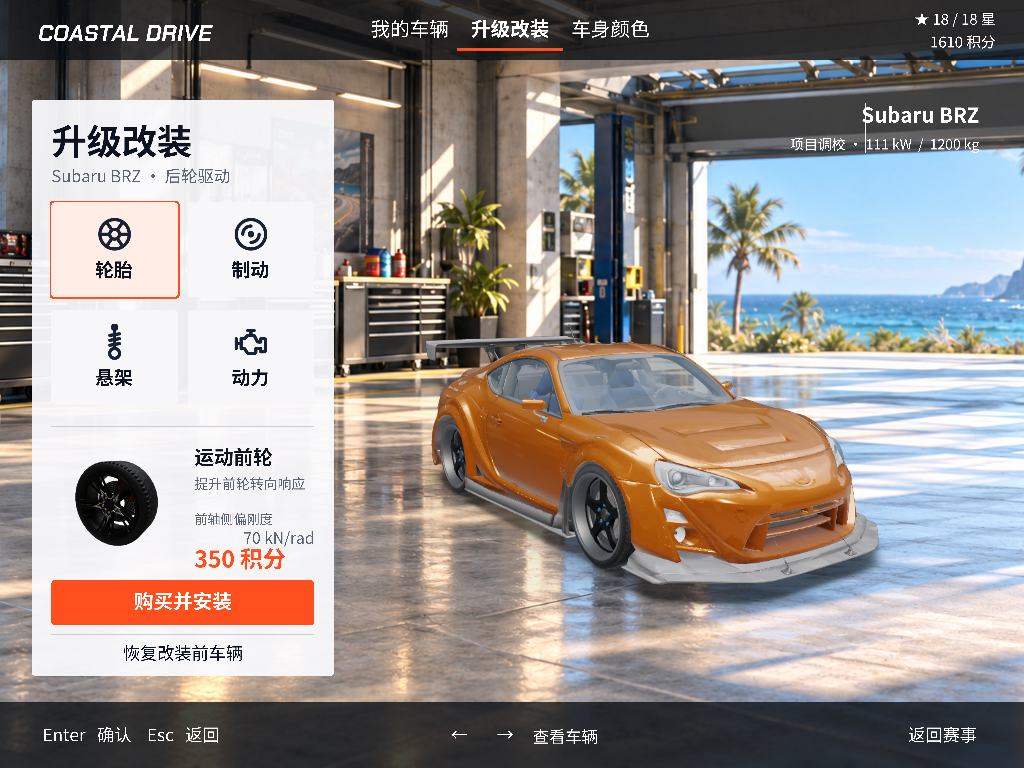 COASTAL DRIVE
我的车辆 升级改装 车身颜色
★ 18 / 18 星
1610 积分
Subaru BRZ
项目调校 · 111 kW / 1200 kg
升级改装
Subaru BRZ · 后轮驱动
轮胎 制动
悬架 动力
运动前轮
提升前轮转向响应
前轴侧偏刚度
70 kN/rad
350 积分
购买并安装
恢复改装前车辆
Enter 确认 Esc 返回
← → 查看车辆
返回赛事